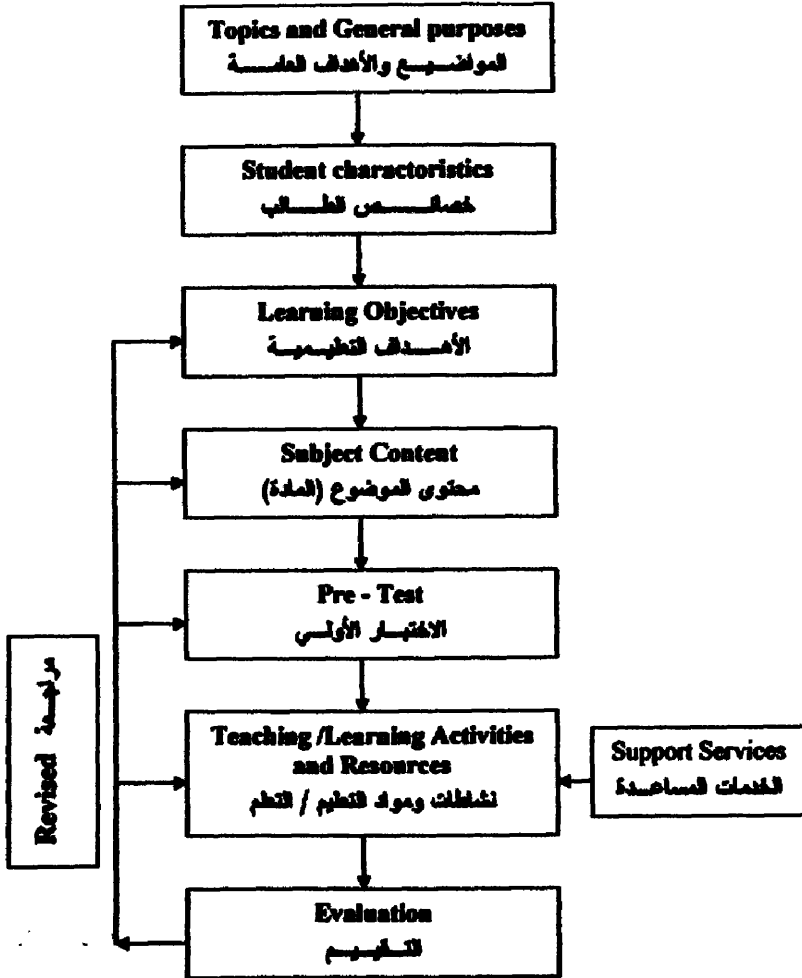 Topics and General purposes
المواضيع والأهداف العامة
Student charactoristics
خصائص الطالب
Learning Objectives
الأهداف التعليمية
Subject Content
محتوى الموضوع (المادة)
Pre - Test
الاختبار الأولي
Teaching /Learning Activities
and Resources
نشاطات ومواد التعليم / التعلم
Support Services
الخدمات المساعدة
Revised مراجعة
Evaluation
التقييم